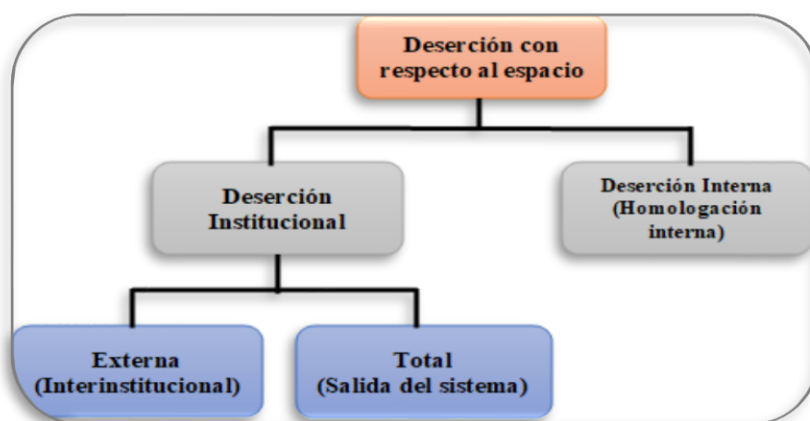 Deserción con
respecto al espacio
Deserción
Institucional
Deserción Interna
(Homologación
interna)
Externa
(Interinstitucional)
Total
(Salida del sistema)